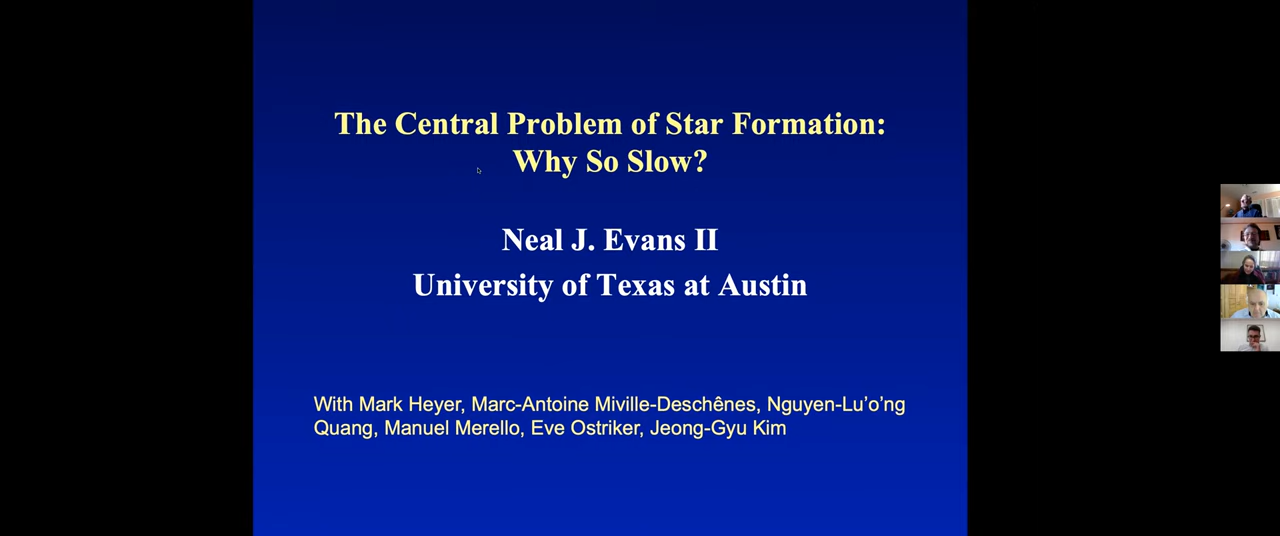 The Central Problem of Star Formation:
Why So Slow?
Neal J. Evans II
University of Texas at Austin
With Mark Heyer, Marc-Antoine Miville-Deschênes, Nguyen-Lu’o’ng
Quang, Manuel Merello, Eve Ostriker, Jeong-Gyu Kim